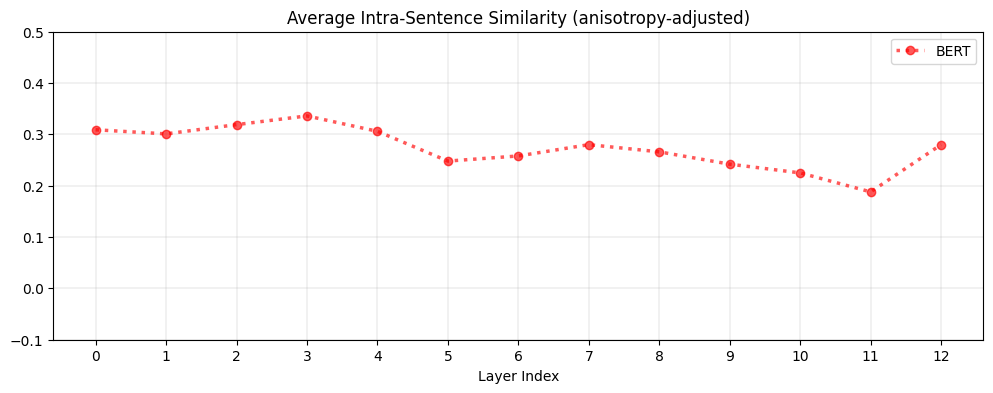 Average Intra-Sentence Similarity (anisotropy-adjusted)
BERT
0.5
0.4
0.3
0.2
0.1
0.0
−0.1
0 1 2 3 4 5 6 7 8 9 10 11 12
Layer Index